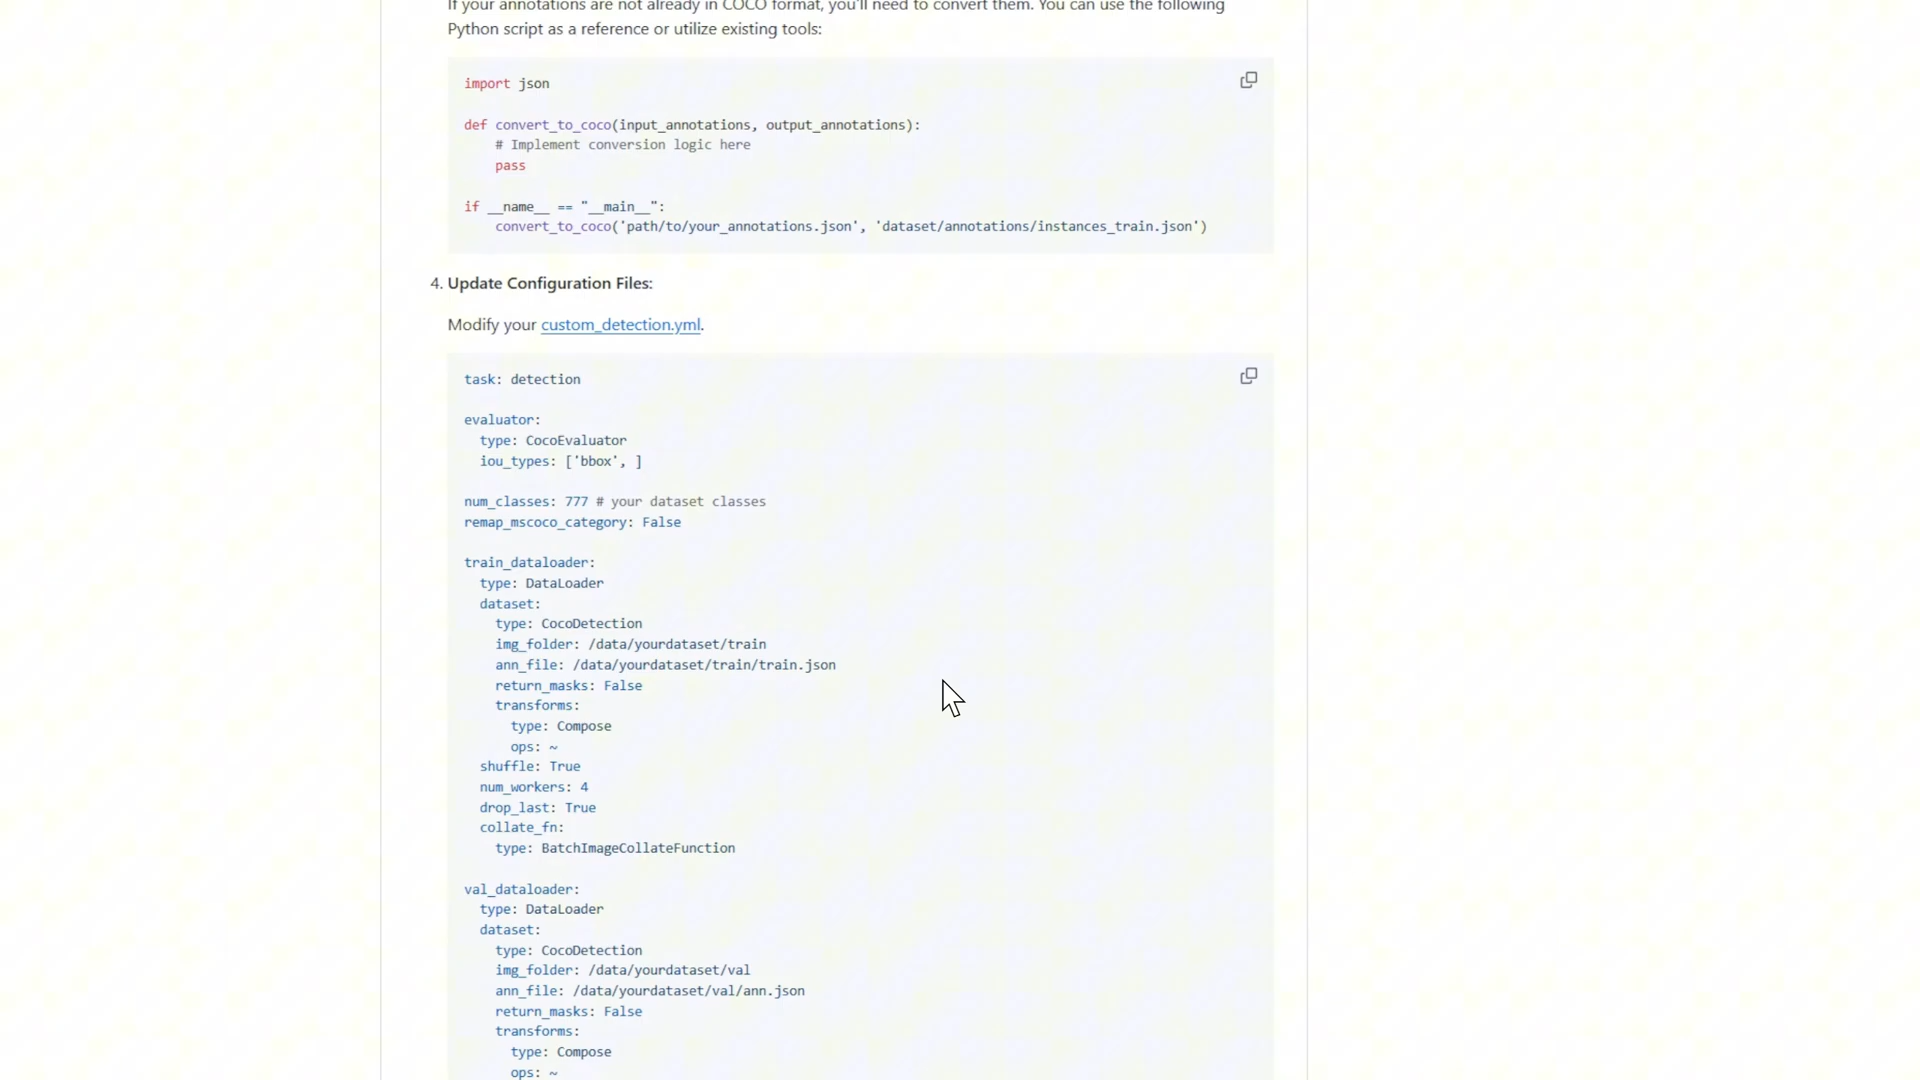 If your annotations are not already in COCO format, you'll need to convert them. You can use the following
Python script as a reference or utilize existing tools:
import json
def convert_to_coco(input_annotations, output_annotations):
# Implement conversion logic here
pass
if __name__ == "__main__":
convert_to_coco('path/to/your_annotations.json', 'dataset/annotations/instances_train.json')
4. Update Configuration Files:
Modify your custom_detection.yml.
task: detection
evaluator:
type: CocoEvaluator
iou_types: ['bbox', ]
num_classes: 777 # your dataset classes
remap_mscoco_category: False
train_dataloader:
type: DataLoader
dataset:
type: CocoDetection
img_folder: /data/yourdataset/train
ann_file: /data/yourdataset/train/train.json
return_masks: False
transforms:
type: Compose
ops: ~
shuffle: True
num_workers: 4
drop_last: True
collate_fn:
type: BatchImageCollateFunction
val_dataloader:
type: DataLoader
dataset:
type: CocoDetection
img_folder: /data/yourdataset/val
ann_file: /data/yourdataset/val/ann.json
return_masks: False
transforms:
type: Compose
ops: ~